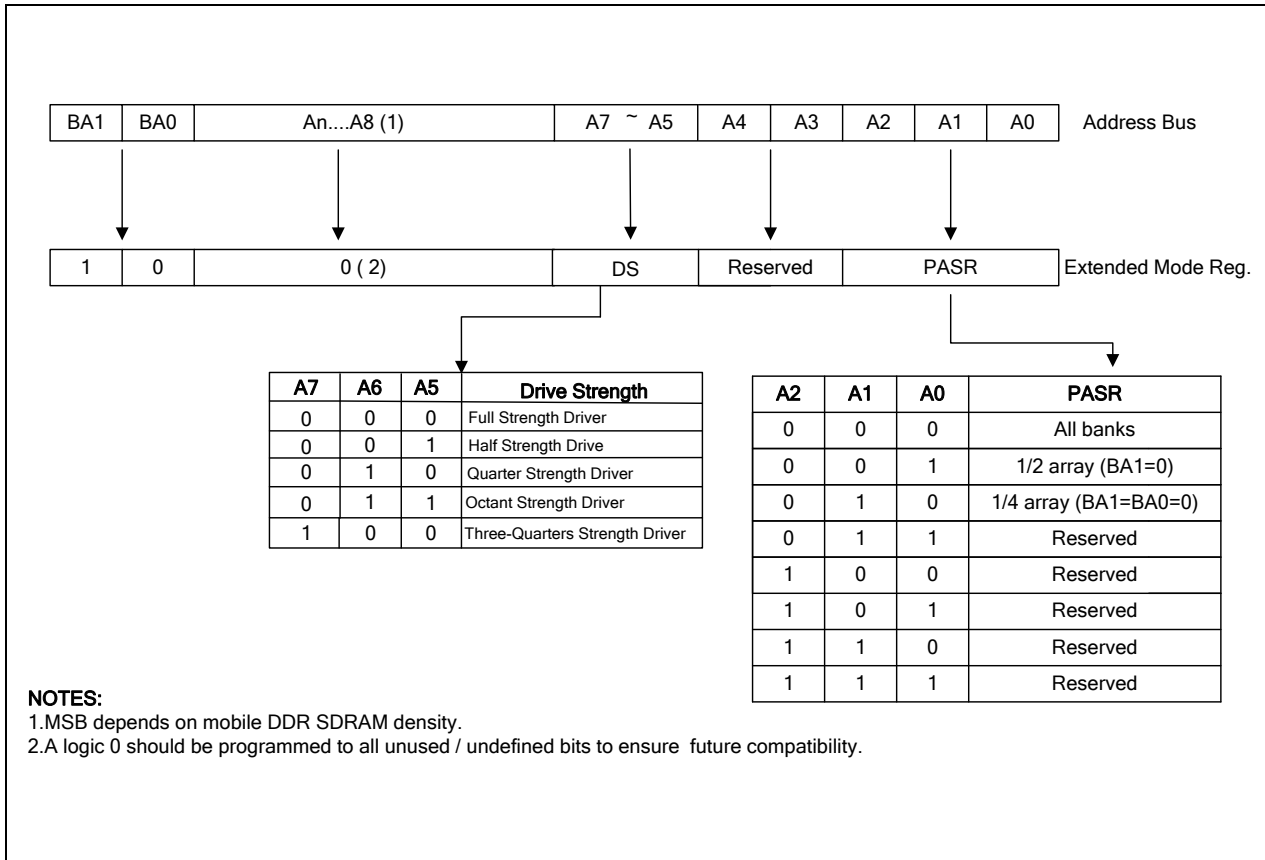 BA1 BA0 An....A8 (1) A7 ~ A5 A4 A3 A2 A1 A0 Address Bus
1 0 0 ( 2) DS Reserved PASR Extended Mode Reg.
A7 A6 A5 Drive Strength
0 0 0 Full Strength Driver
0 0 1 Half Strength Drive
0 1 0 Quarter Strength Driver
0 1 1 Octant Strength Driver
1 0 0 Three-Quarters Strength Driver
A2 A1 A0 PASR
0 0 0 All banks
0 0 1 1/2 array (BA1=0)
0 1 0 1/4 array (BA1=BA0=0)
0 1 1 Reserved
1 0 0 Reserved
1 0 1 Reserved
1 1 0 Reserved
1 1 1 Reserved
NOTES:
1.MSB depends on mobile DDR SDRAM density.
2.A logic 0 should be programmed to all unused / undefined bits to ensure future compatibility.